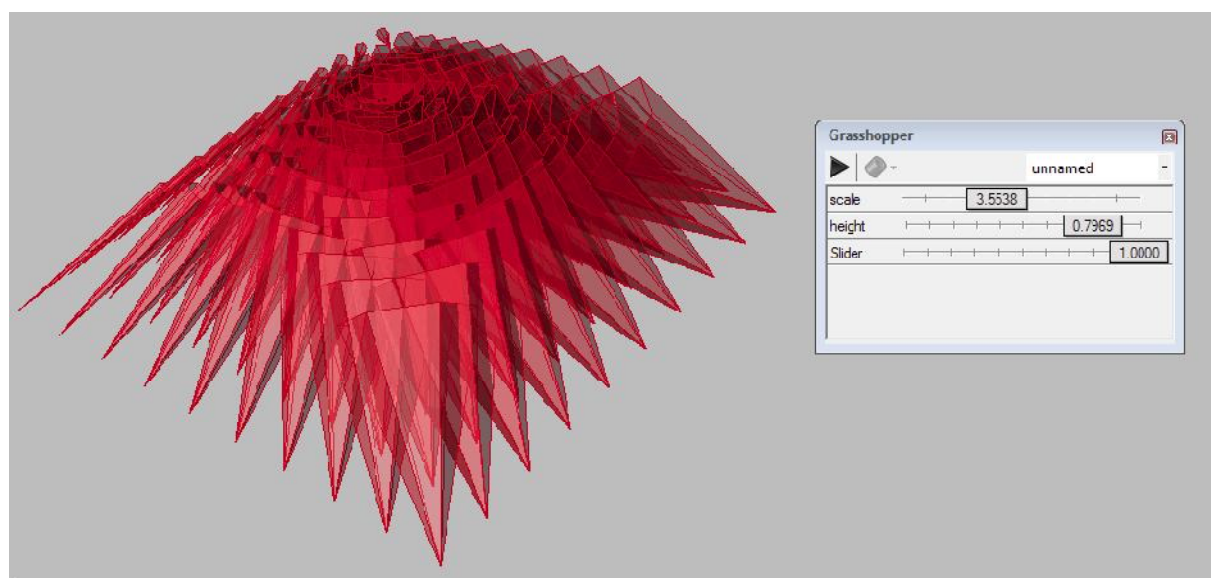 Grasshopper
unnamed
scale 3.5538
height 0.7969
Slider 1.0000